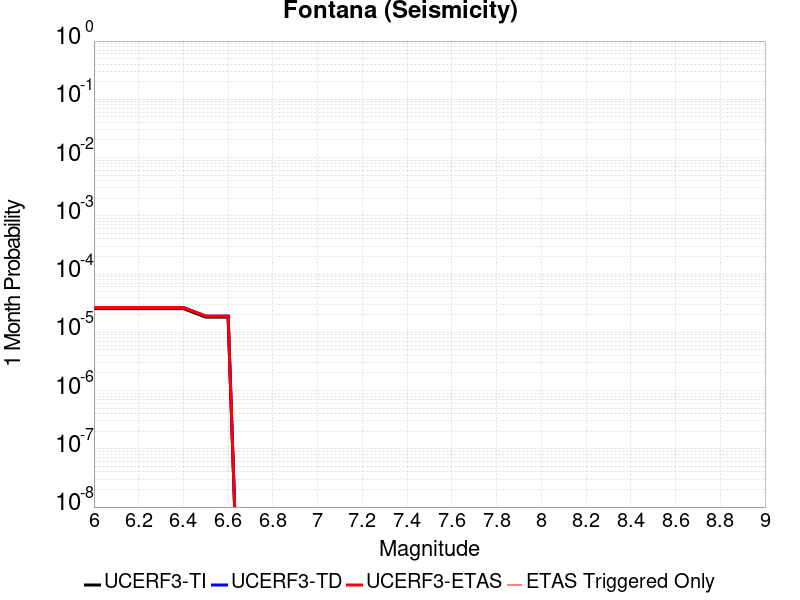 Fontana (Seismicity)
10^0
10^-1
10^-2
10^-3
10^-4
10^-5
10^-6
10^-7
10^-8
1 Month Probability
6 6.2 6.4 6.6 6.8 7 7.2 7.4 7.6 7.8 8 8.2 8.4 8.6 8.8 9
Magnitude
UCERF3-TI UCERF3-TD UCERF3-ETAS ETAS Triggered Only